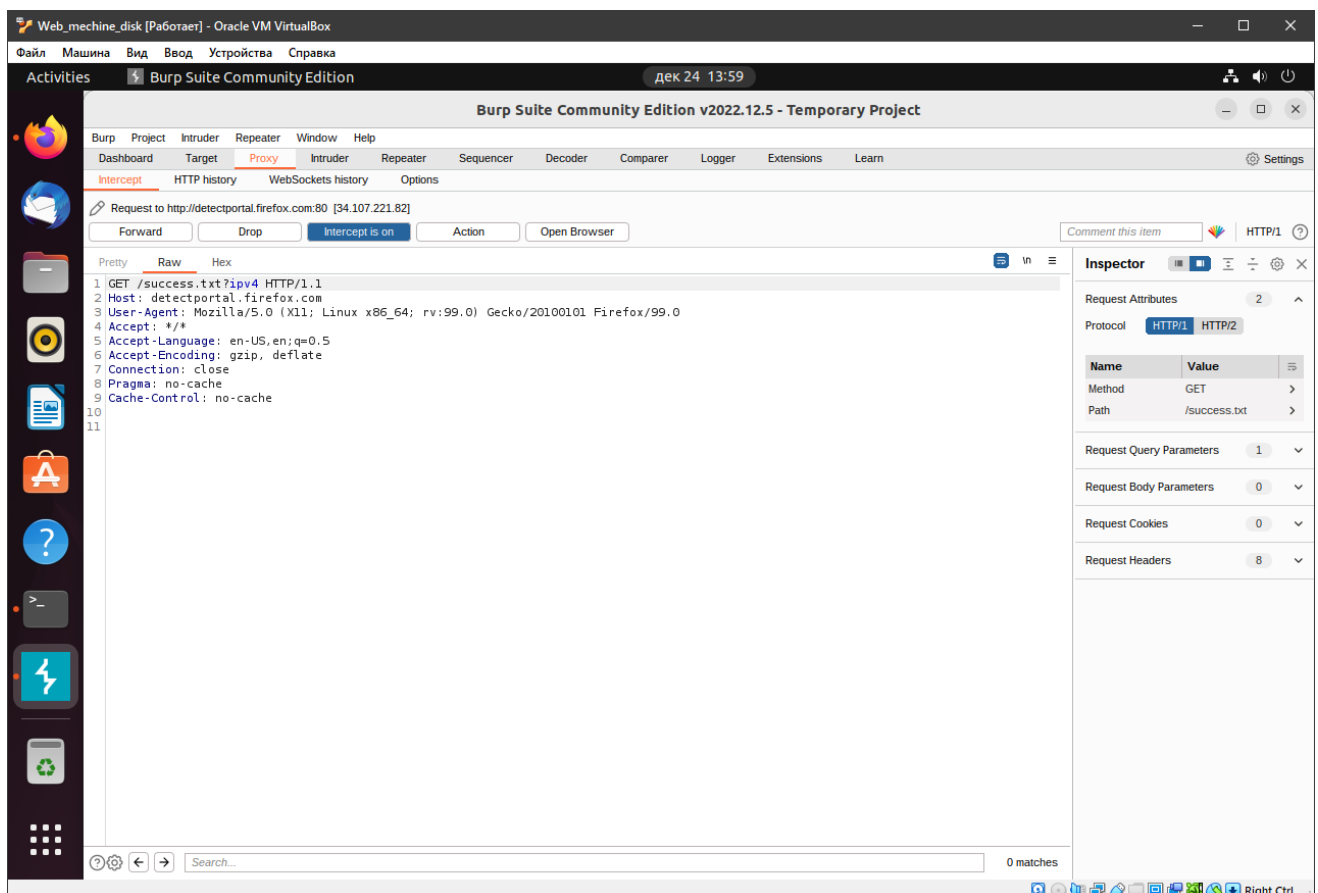 Web_mechine_disk [Работает] - Oracle VM VirtualBox
Файл Машина Вид Ввод Устройства Справка
Activities Burp Suite Community Edition дек 24 13:59
Burp Suite Community Edition v2022.12.5 - Temporary Project
Burp Project Intruder Repeater Window Help
Dashboard Target Proxy Intruder Repeater Sequencer Decoder Comparer Logger Extensions Learn Settings
Intercept HTTP history WebSockets history Options
Request to http://detectportal.firefox.com:80 [34.107.221.82]
Forward Drop Intercept is on Action Open Browser Comment this item HTTP/1 ?
Pretty Raw Hex \n
Inspector
1 GET /success.txt?ipv4 HTTP/1.1
2 Host: detectportal.firefox.com
3 User-Agent: Mozilla/5.0 (X11; Linux x86_64; rv:99.0) Gecko/20100101 Firefox/99.0
4 Accept: */*
5 Accept-Language: en-US,en;q=0.5
6 Accept-Encoding: gzip, deflate
7 Connection: close
8 Pragma: no-cache
9 Cache-Control: no-cache
10
11
Request Attributes 2
Protocol HTTP/1 HTTP/2
Name Value
Method GET
Path /success.txt
Request Query Parameters 1
Request Body Parameters 0
Request Cookies 0
Request Headers 8
Search... 0 matches
Right Ctrl